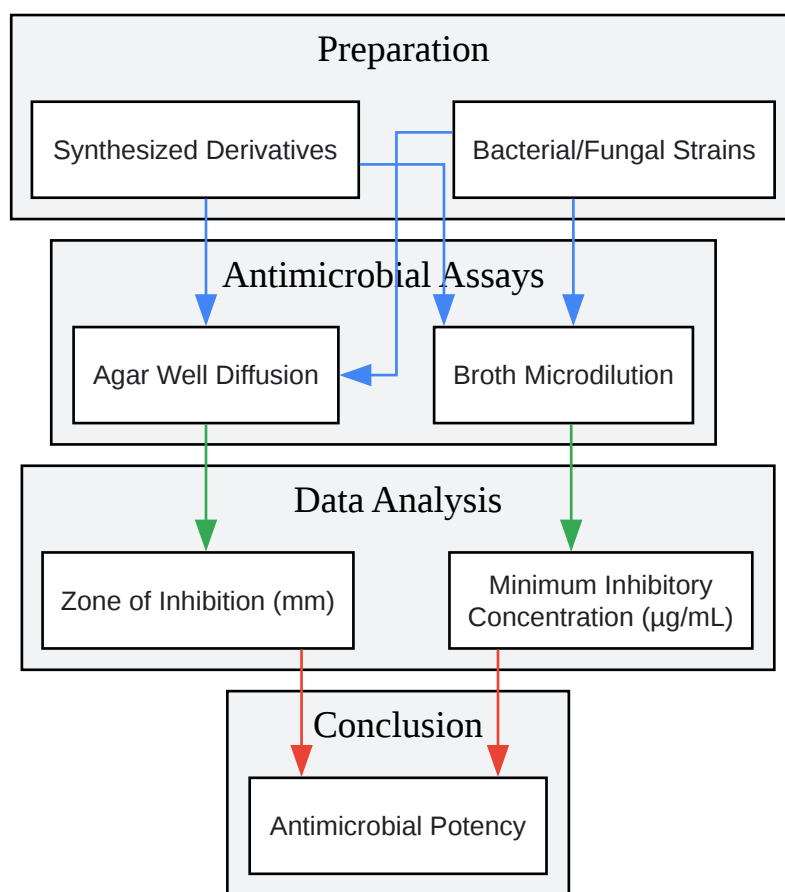 Preparation
Synthesized Derivatives
Bacterial/Fungal Strains
Antimicrobial Assays
Agar Well Diffusion
Broth Microdilution
Data Analysis
Zone of Inhibition (mm)
Minimum Inhibitory
Concentration (µg/mL)
Conclusion
Antimicrobial Potency